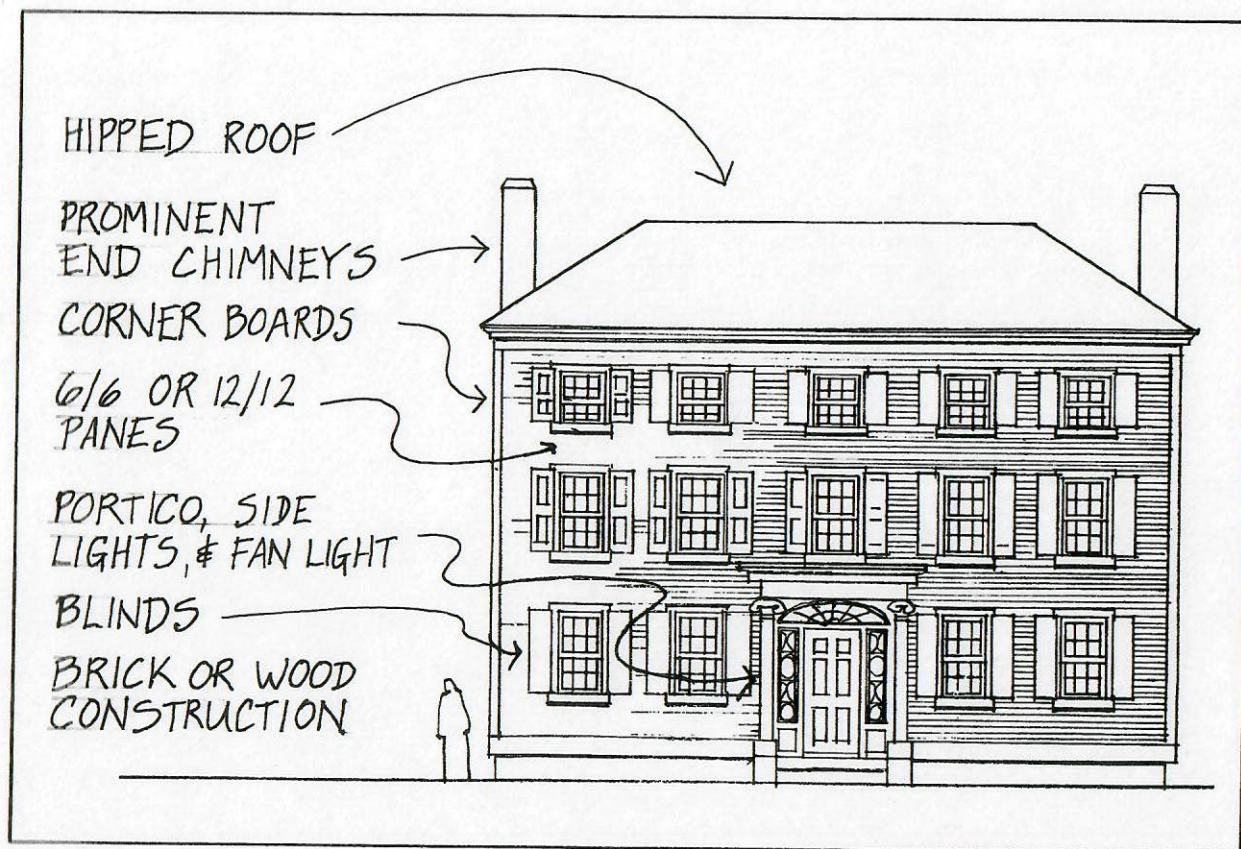 HIPPED ROOF
PROMINENT
END CHIMNEYS
CORNER BOARDS
6/6 OR 12/12
PANES
PORTICO, SIDE
LIGHTS, & FAN LIGHT
BLINDS
BRICK OR WOOD
CONSTRUCTION